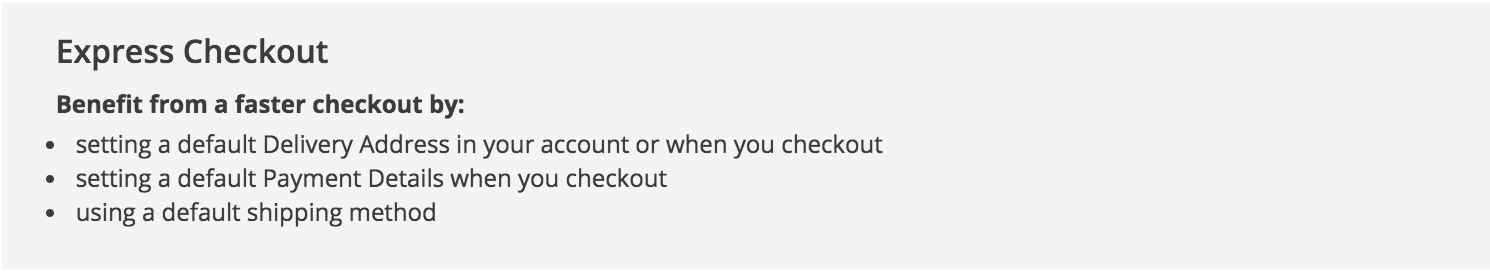 Express Checkout
Benefit from a faster checkout by:
• setting a default Delivery Address in your account or when you checkout
• setting a default Payment Details when you checkout
• using a default shipping method